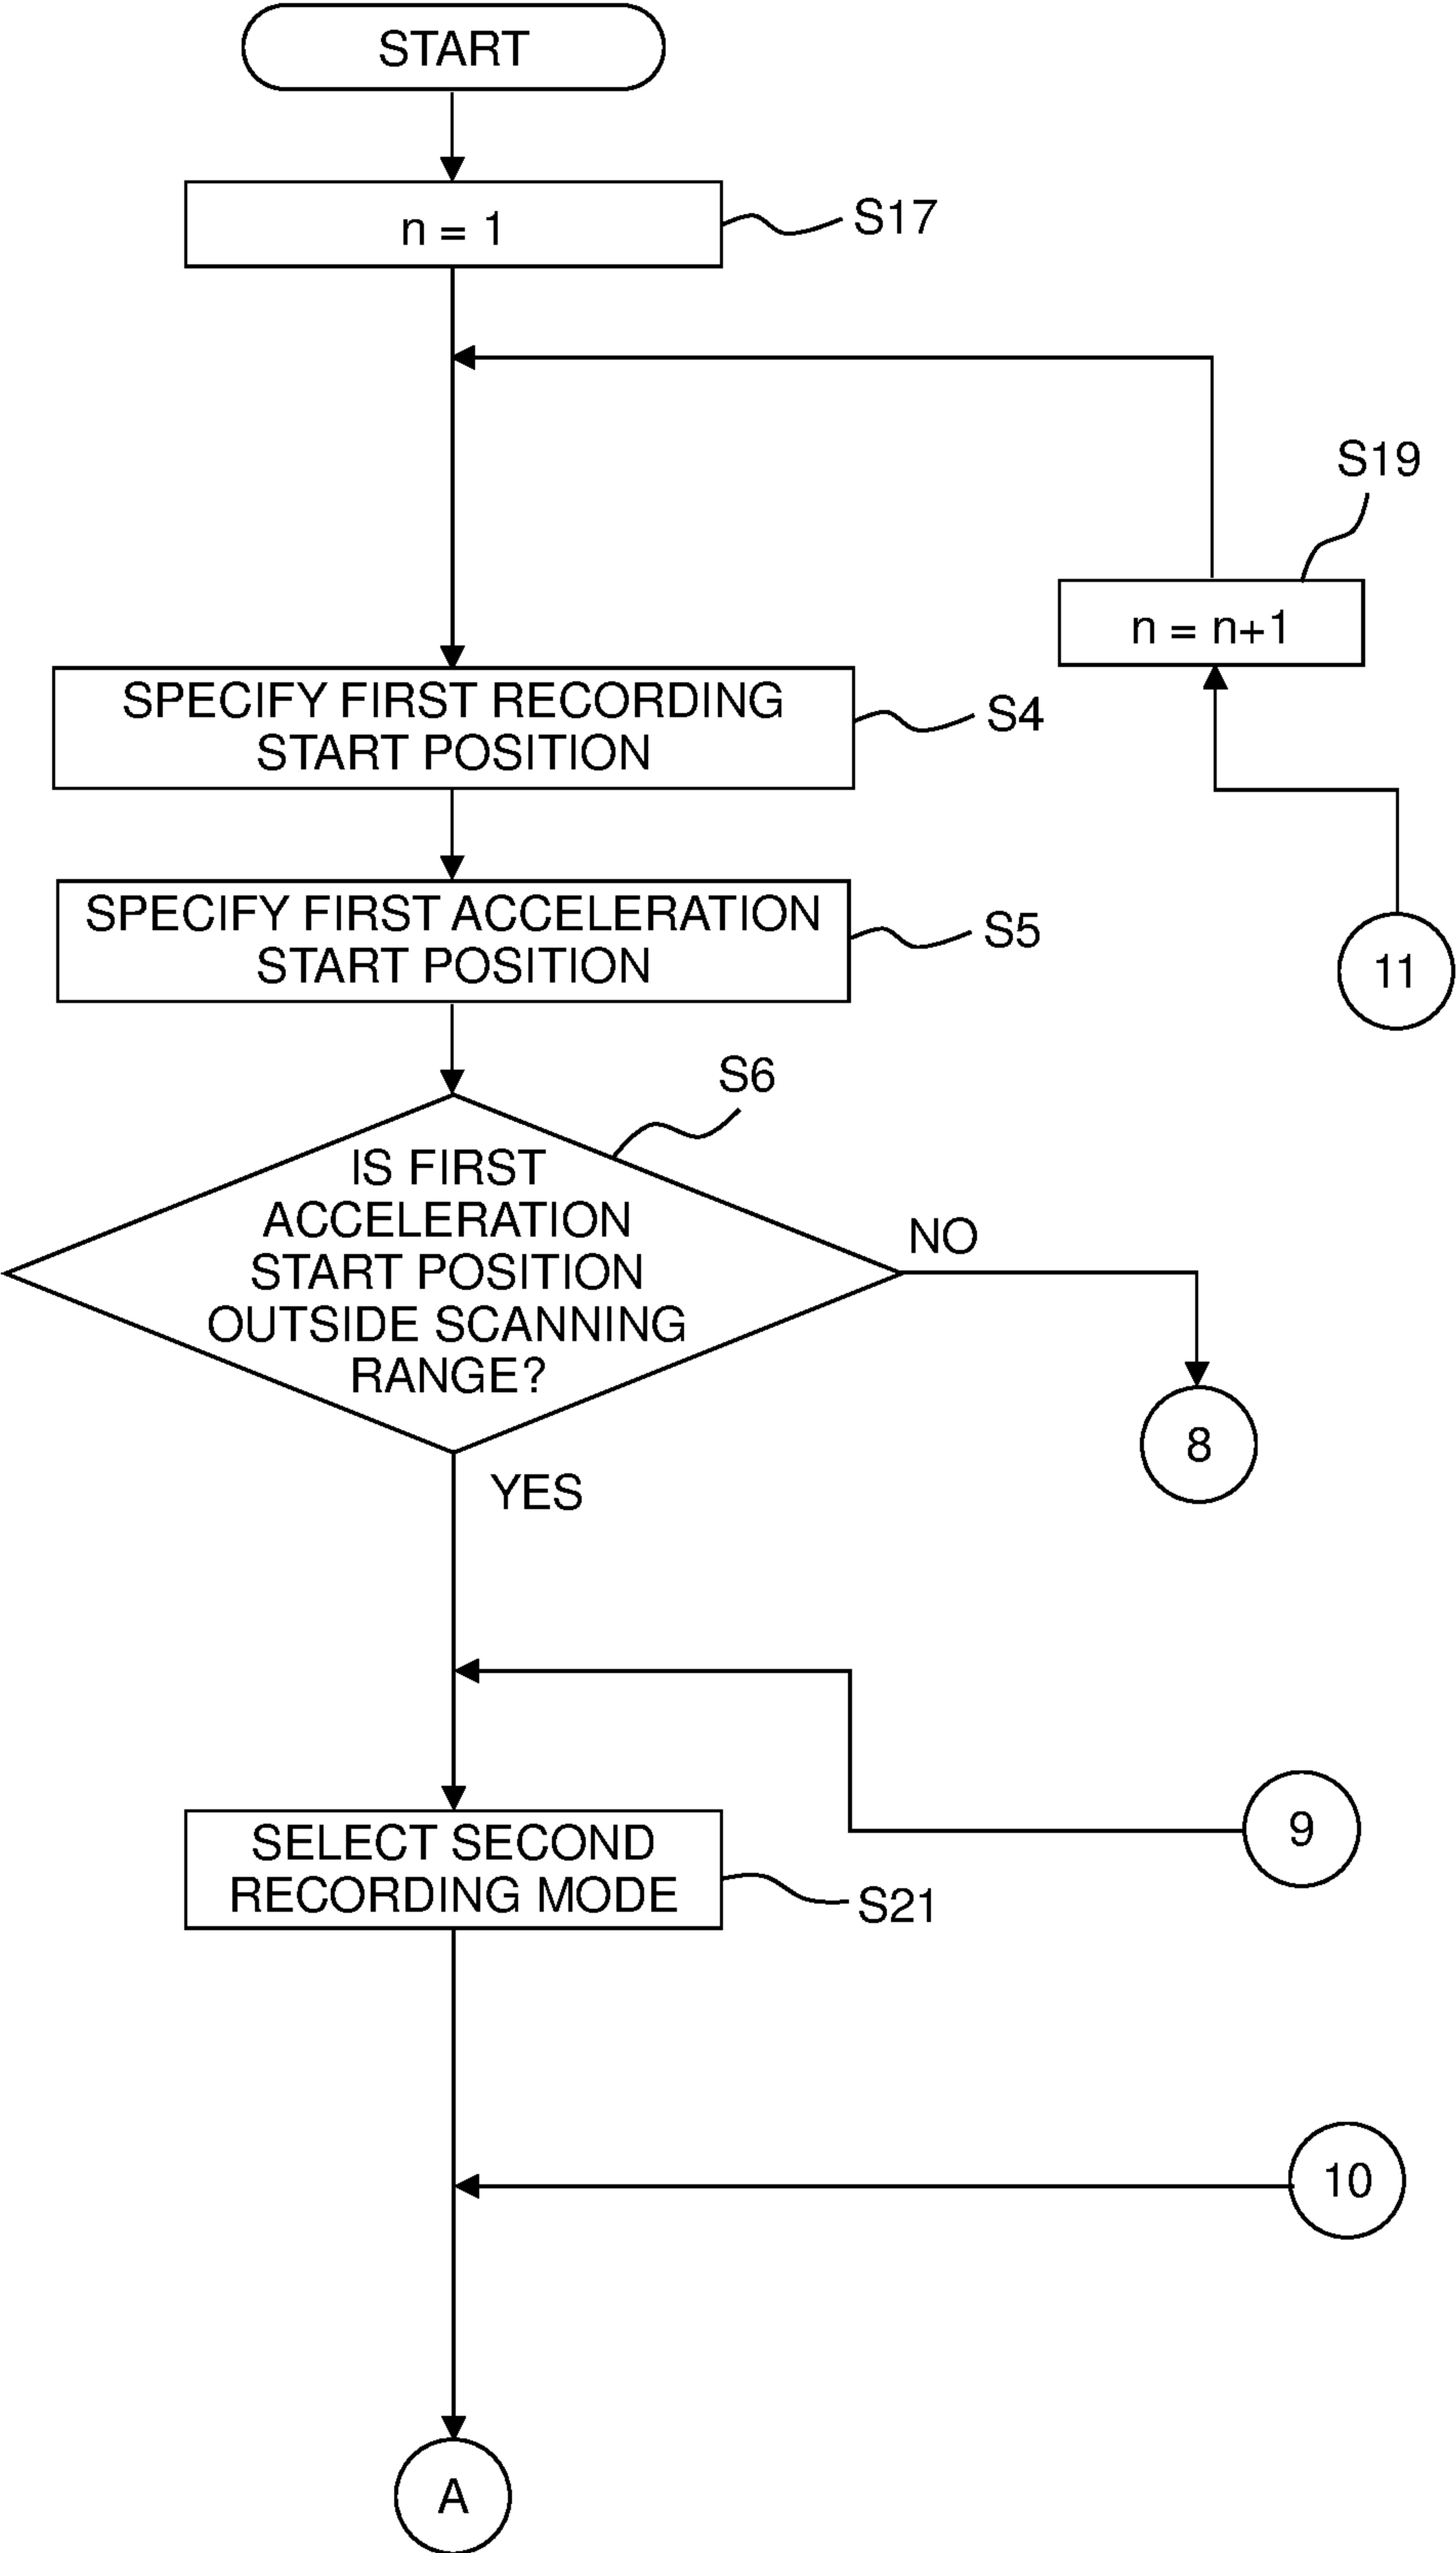 START
n = 1
S17
S19
n = n+1
SPECIFY FIRST RECORDING
START POSITION
S4
SPECIFY FIRST ACCELERATION
START POSITION
S5
11
S6
IS FIRST
ACCELERATION
START POSITION
OUTSIDE SCANNING
RANGE?
NO
8
YES
9
SELECT SECOND
RECORDING MODE
S21
10
A